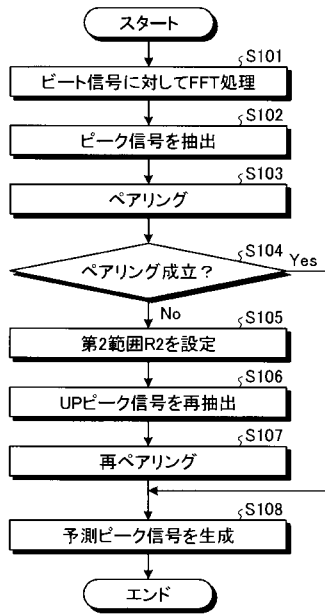 スタート
S101
ビート信号に対してFFT処理
S102
ピーク信号を抽出
S103
ペアリング
S104
ペアリング成立?
Yes
No
S105
第2範囲R2を設定
S106
UPピーク信号を再抽出
S107
再ペアリング
S108
予測ピーク信号を生成
エンド